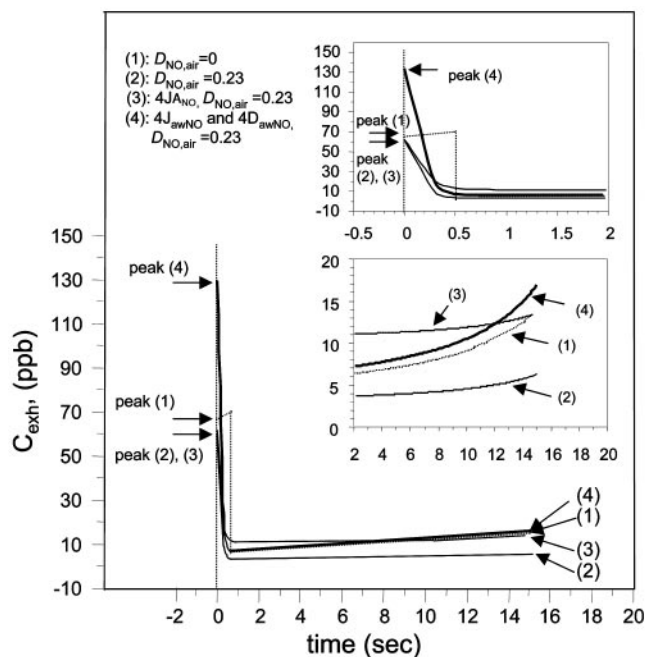 (1): D_NO,air=0
(2): D_NO,air =0.23
(3): 4JA_NO, D_NO,air =0.23
(4): 4J_awNO and 4D_awNO,
D_NO,air =0.23
150
130
110
90
70
50
30
10
-10
peak (4)
peak (1)
peak
(2), (3)
-0.5 0 0.5 1 1.5 2
20
15
10
5
0
(3)
(4)
(1)
(2)
2 4 6 8 10 12 14 16 18 20
C_exh, (ppb)
150
130
110
90
70
50
30
10
-10
peak (4)
peak (1)
peak (2), (3)
(4)
(1)
(3)
(2)
-2 0 2 4 6 8 10 12 14 16 18 20
time (sec)